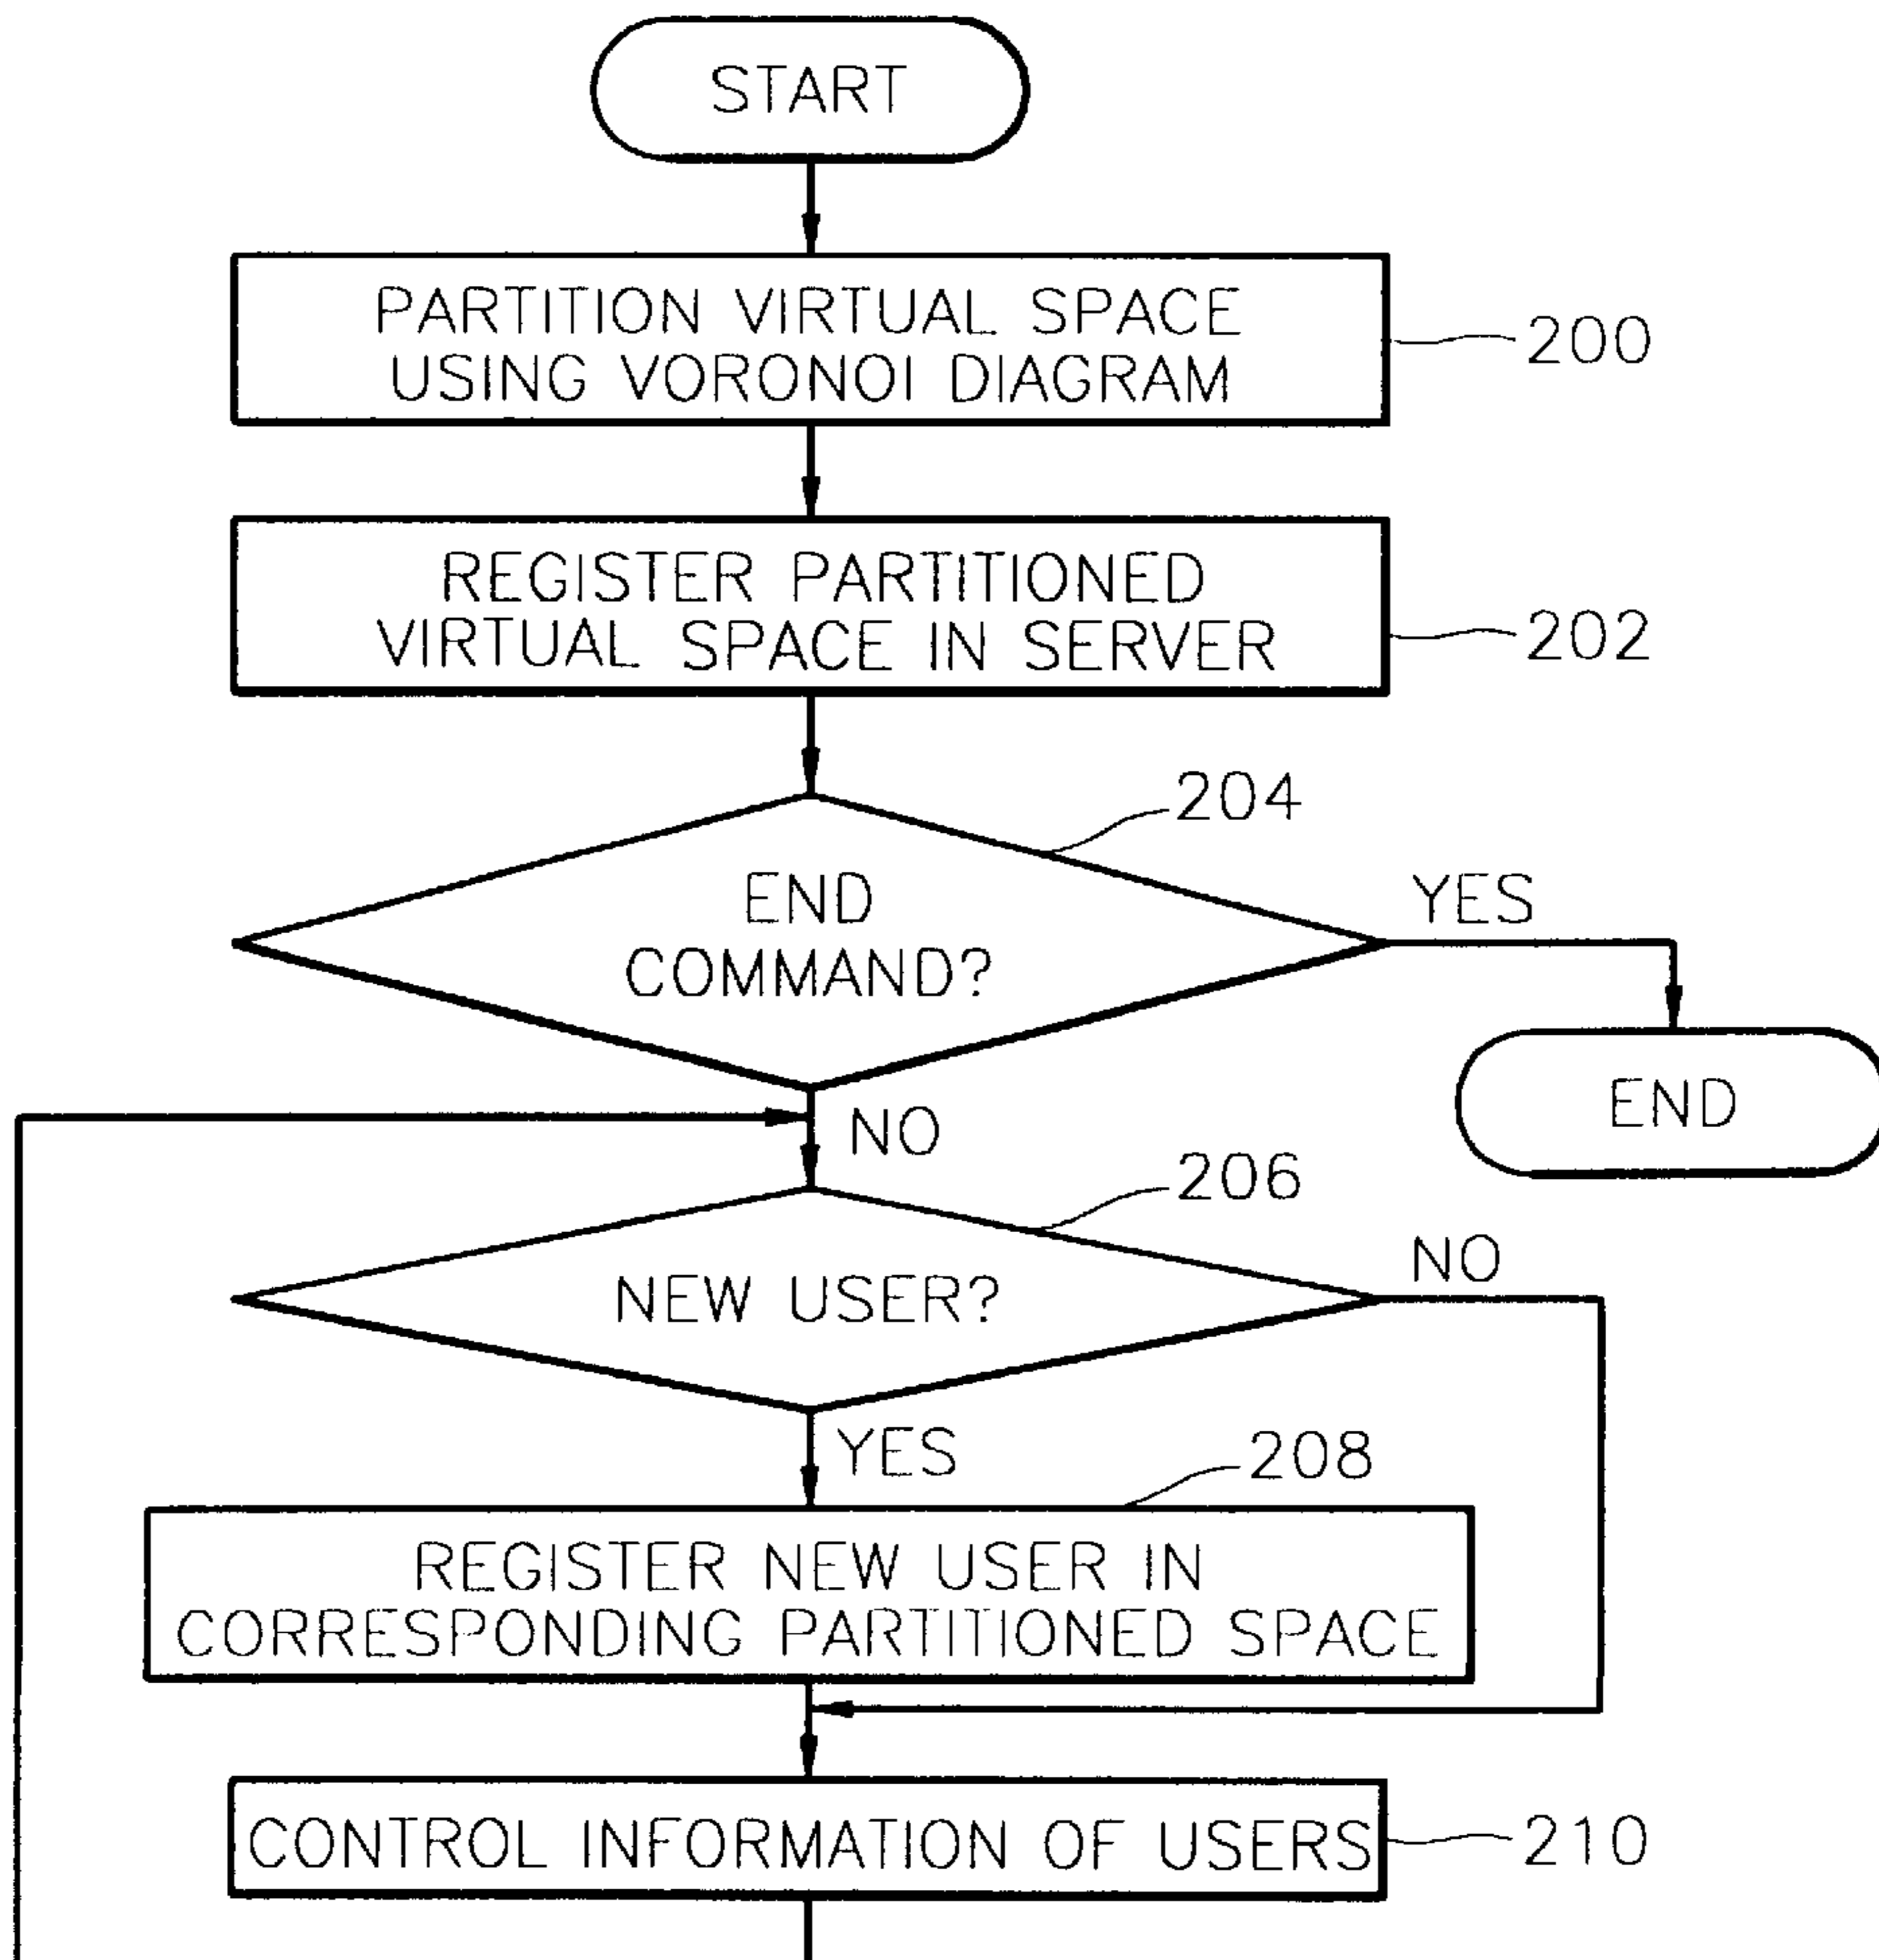 START
PARTITION VIRTUAL SPACE
USING VORONOI DIAGRAM
200
REGISTER PARTITIONED
VIRTUAL SPACE IN SERVER
202
204
END
COMMAND?
YES
END
NO
206
NEW USER?
NO
YES
208
REGISTER NEW USER IN
CORRESPONDING PARTITIONED SPACE
CONTROL INFORMATION OF USERS
210